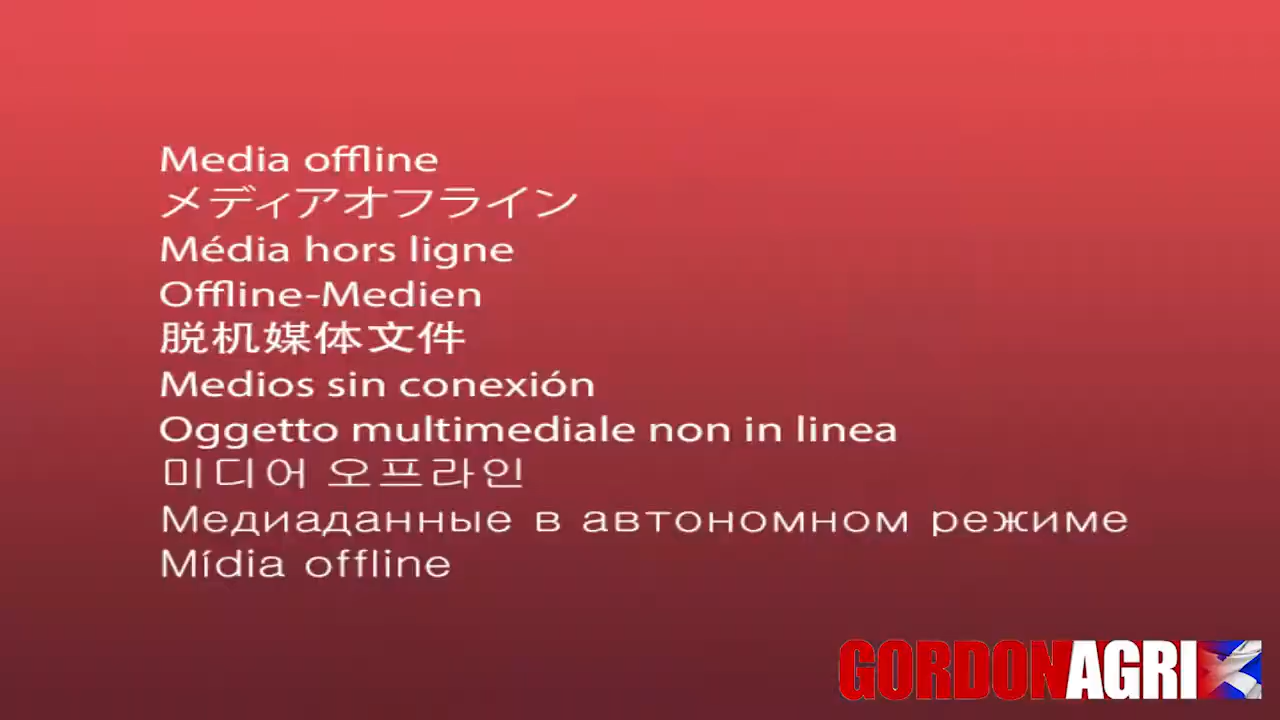 Media offline
メディアオフライン
Média hors ligne
Offline-Medien
脱机媒体文件
Medios sin conexión
Oggetto multimediale non in linea
미디어 오프라인
Медиаданные в автономном режиме
Mídia offline
GORDONAGRI